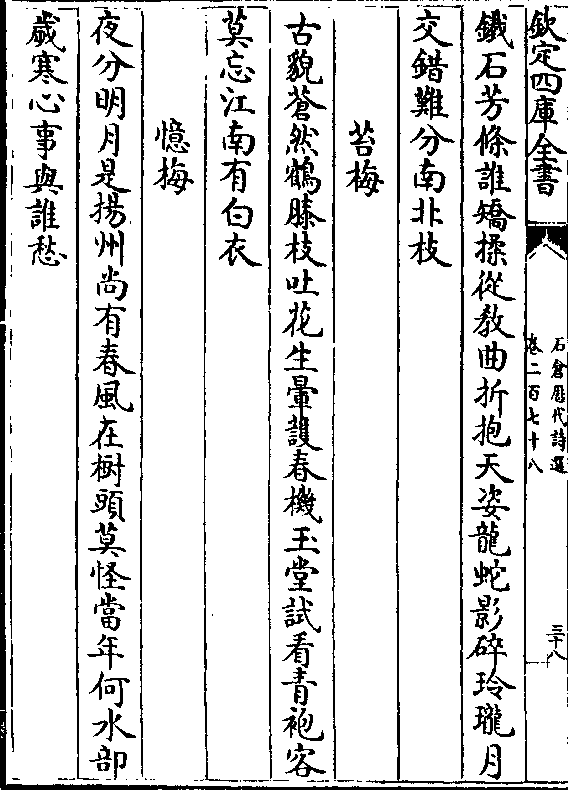 欽定四庫全書
石倉歷代詩選
卷二百七十八
三十八
鐵石芳條誰矯揉從教曲折抱天姿龍蛇影碎玲瓏月
交錯難分南北枝
苔梅
古貌蒼然鶴膝枝吐花生暈護春機玉堂試看青袍客
莫忘江南有白衣
憶梅
夜分明月是揚州尚有春風在樹頭莫怪當年何水部
歲寒心事與誰愁